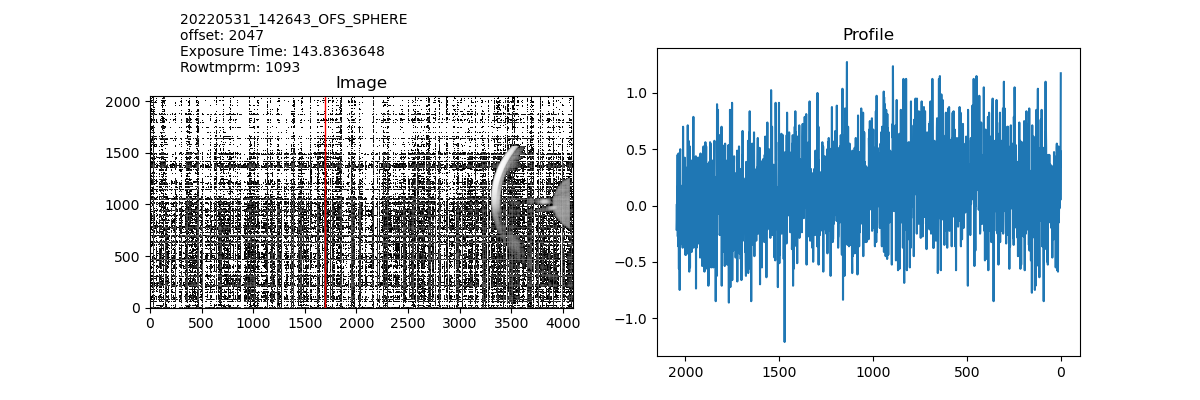 20220531_142643_OFS_SPHERE
offset: 2047
Exposure Time: 143.8363648
Rowtmprm: 1093
Image
2000
1500
1000
500
0
0 500 1000 1500 2000 2500 3000 3500 4000
Profile
1.0
0.5
0.0
−0.5
−1.0
2000 1500 1000 500 0